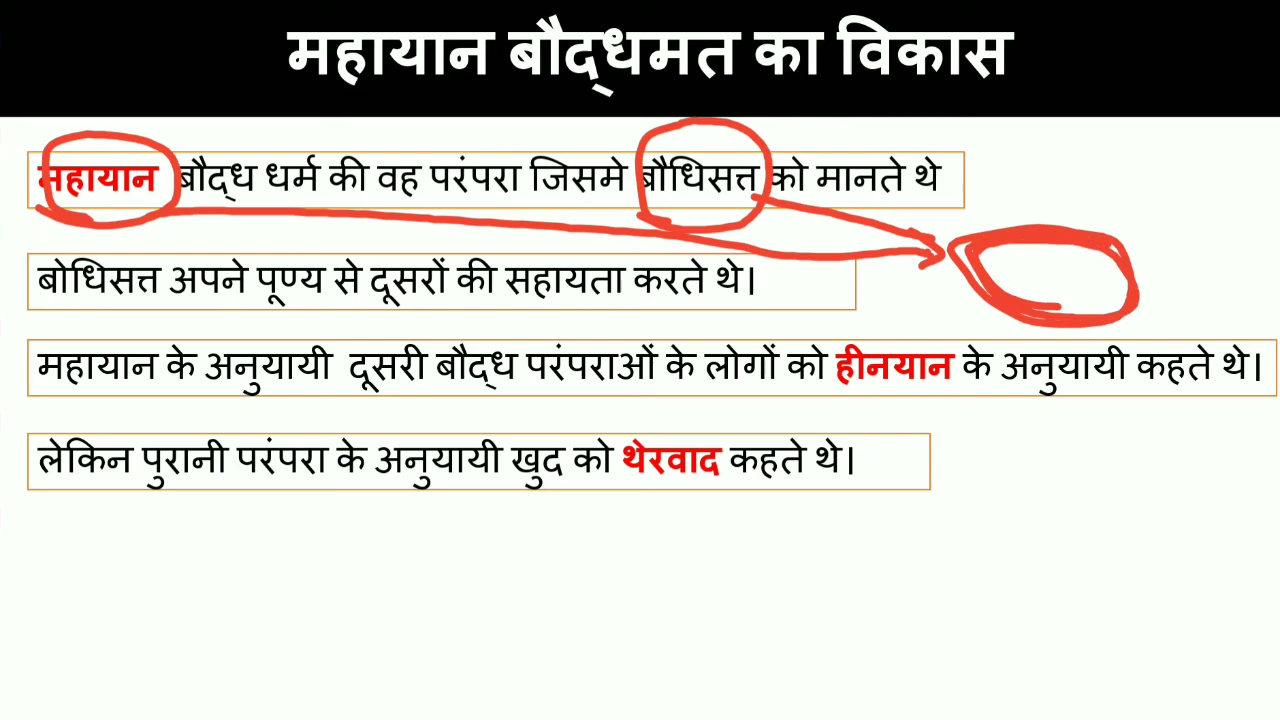 महायान बौद्धमत का विकास
महायान बौद्ध धर्म की वह परंपरा जिसमे बौधिसत्त को मानते थे
बोधिसत्त अपने पूण्य से दूसरों की सहायता करते थे।
महायान के अनुयायी दूसरी बौद्ध परंपराओं के लोगों को हीनयान के अनुयायी कहते थे।
लेकिन पुरानी परंपरा के अनुयायी खुद को थेरवाद कहते थे।